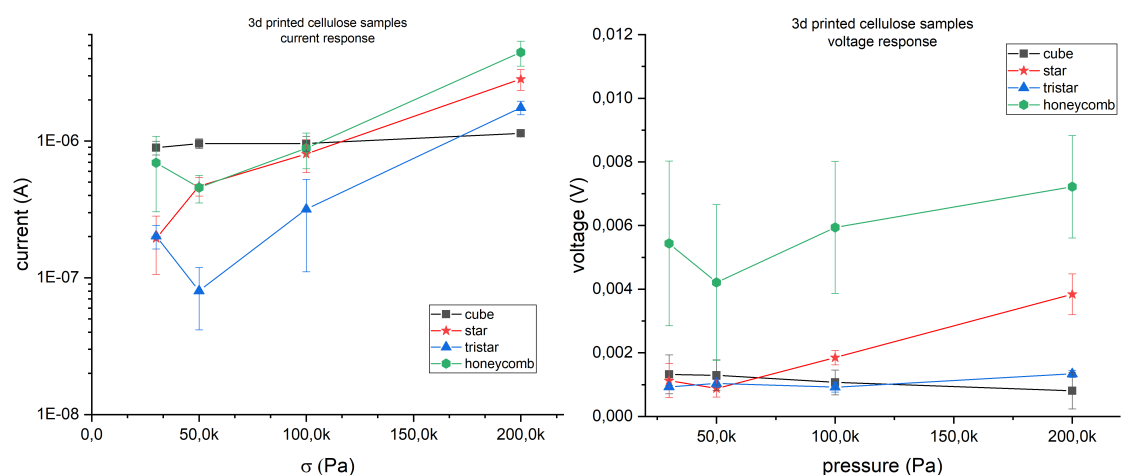 3d printed cellulose samples
current response
1E-06
1E-07
1E-08
current (A)
0,0
50,0k
100,0k
150,0k
200,0k
σ (Pa)
cube
star
tristar
honeycomb
3d printed cellulose samples
voltage response
0,012
0,010
0,008
0,006
0,004
0,002
0,000
voltage (V)
50,0k
100,0k
150,0k
200,0k
pressure (Pa)
cube
star
tristar
honeycomb